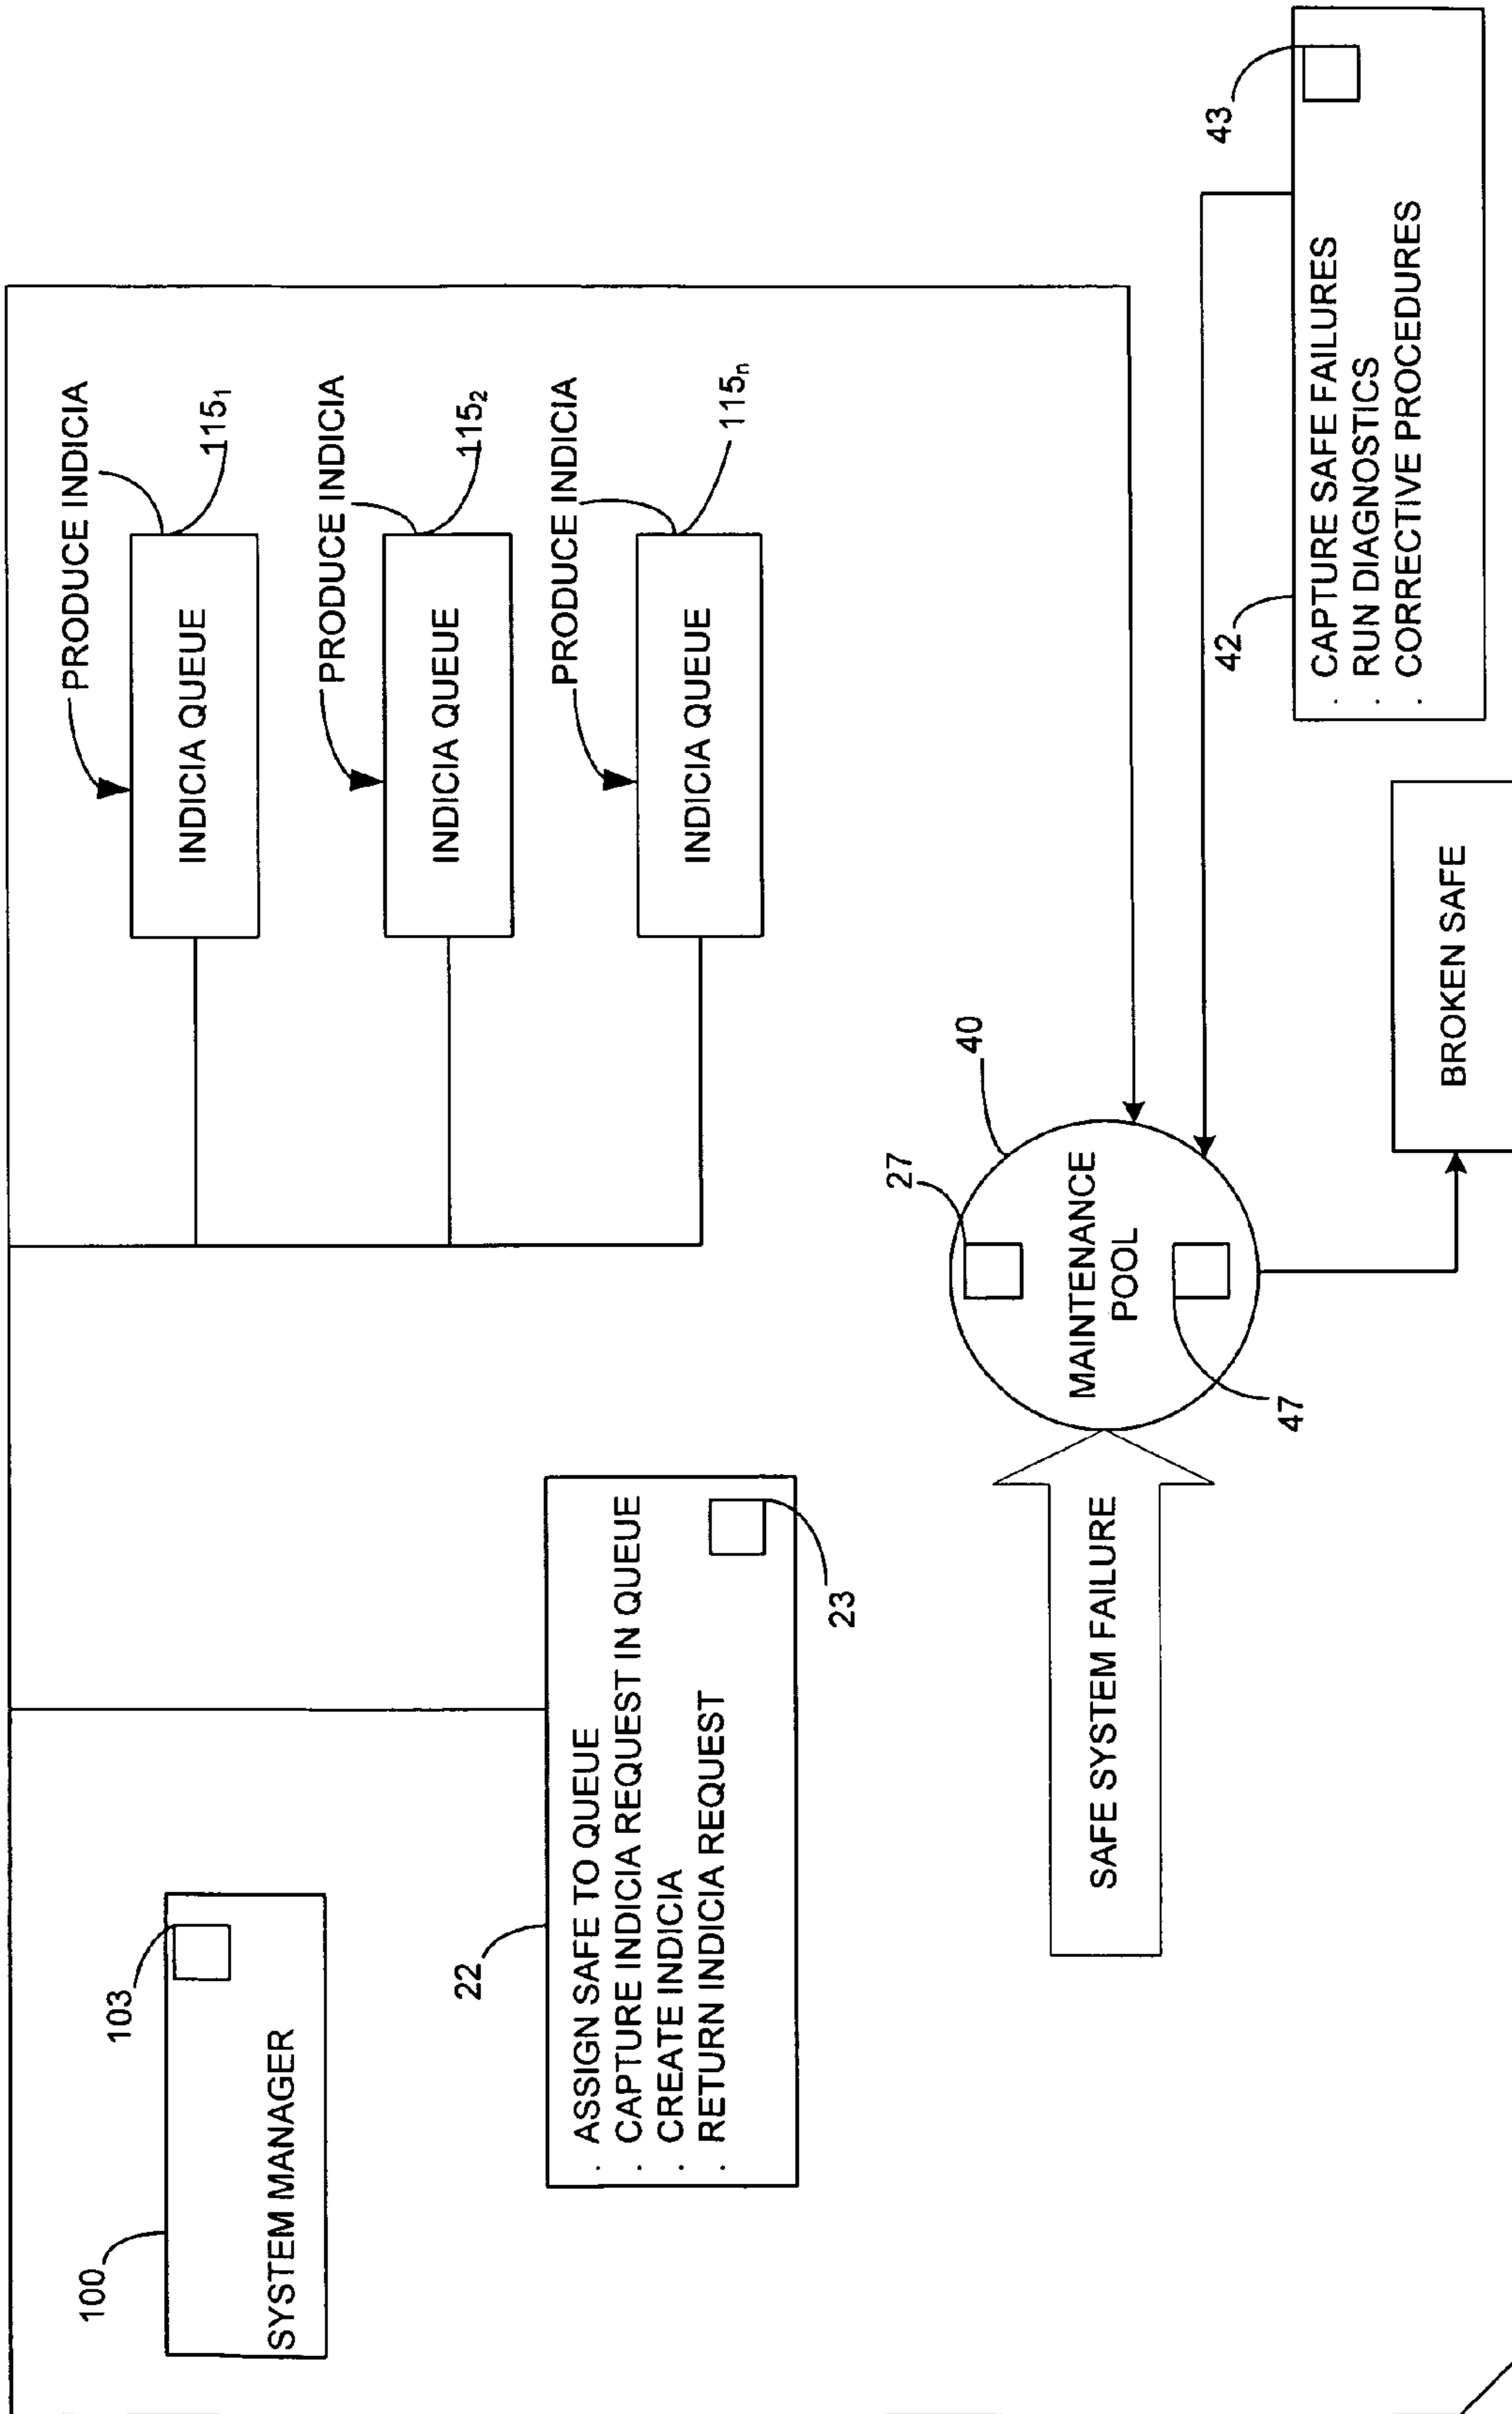 100
103
SYSTEM MANAGER
22
. ASSIGN SAFE TO QUEUE
. CAPTURE INDICIA REQUEST IN QUEUE
. CREATE INDICIA
. RETURN INDICIA REQUEST
23
PRODUCE INDICIA
INDICIA QUEUE
115₁
PRODUCE INDICIA
INDICIA QUEUE
115₂
PRODUCE INDICIA
INDICIA QUEUE
115ₙ
SAFE SYSTEM FAILURE
27
40
MAINTENANCE
POOL
47
42
43
. CAPTURE SAFE FAILURES
. RUN DIAGNOSTICS
. CORRECTIVE PROCEDURES
BROKEN SAFE